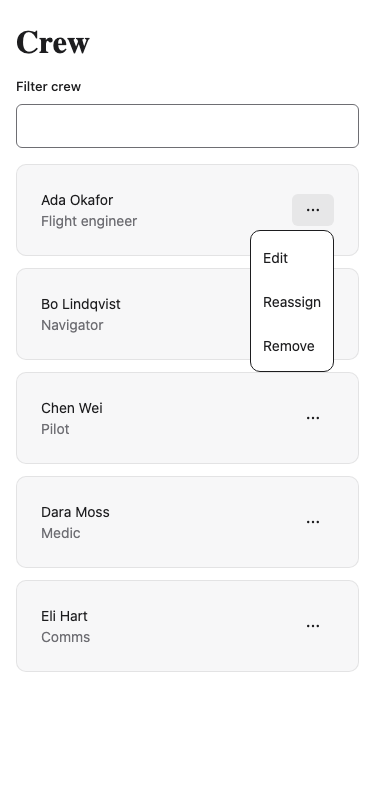 Crew
Filter crew
Ada Okafor
Flight engineer
...
Edit
Reassign
Remove
Bo Lindqvist
Navigator
Chen Wei
Pilot
...
Dara Moss
Medic
...
Eli Hart
Comms
...